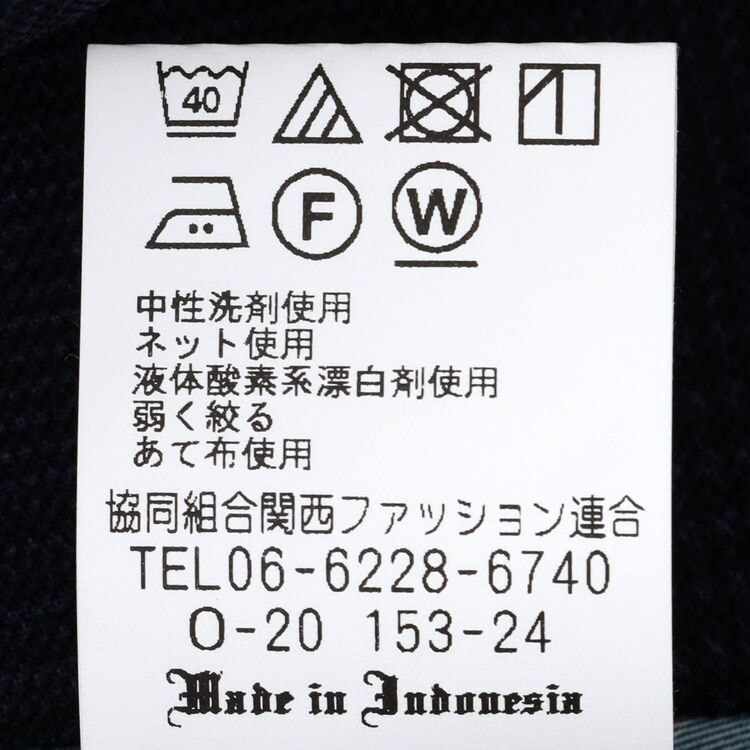 40
F W
中性洗剤使用
ネット使用
液体酸素系漂白剤使用
弱く絞る
あて布使用
協同組合関西ファッション連合
TEL06-6228-6740
O-20 153-24
Made in Indonesia